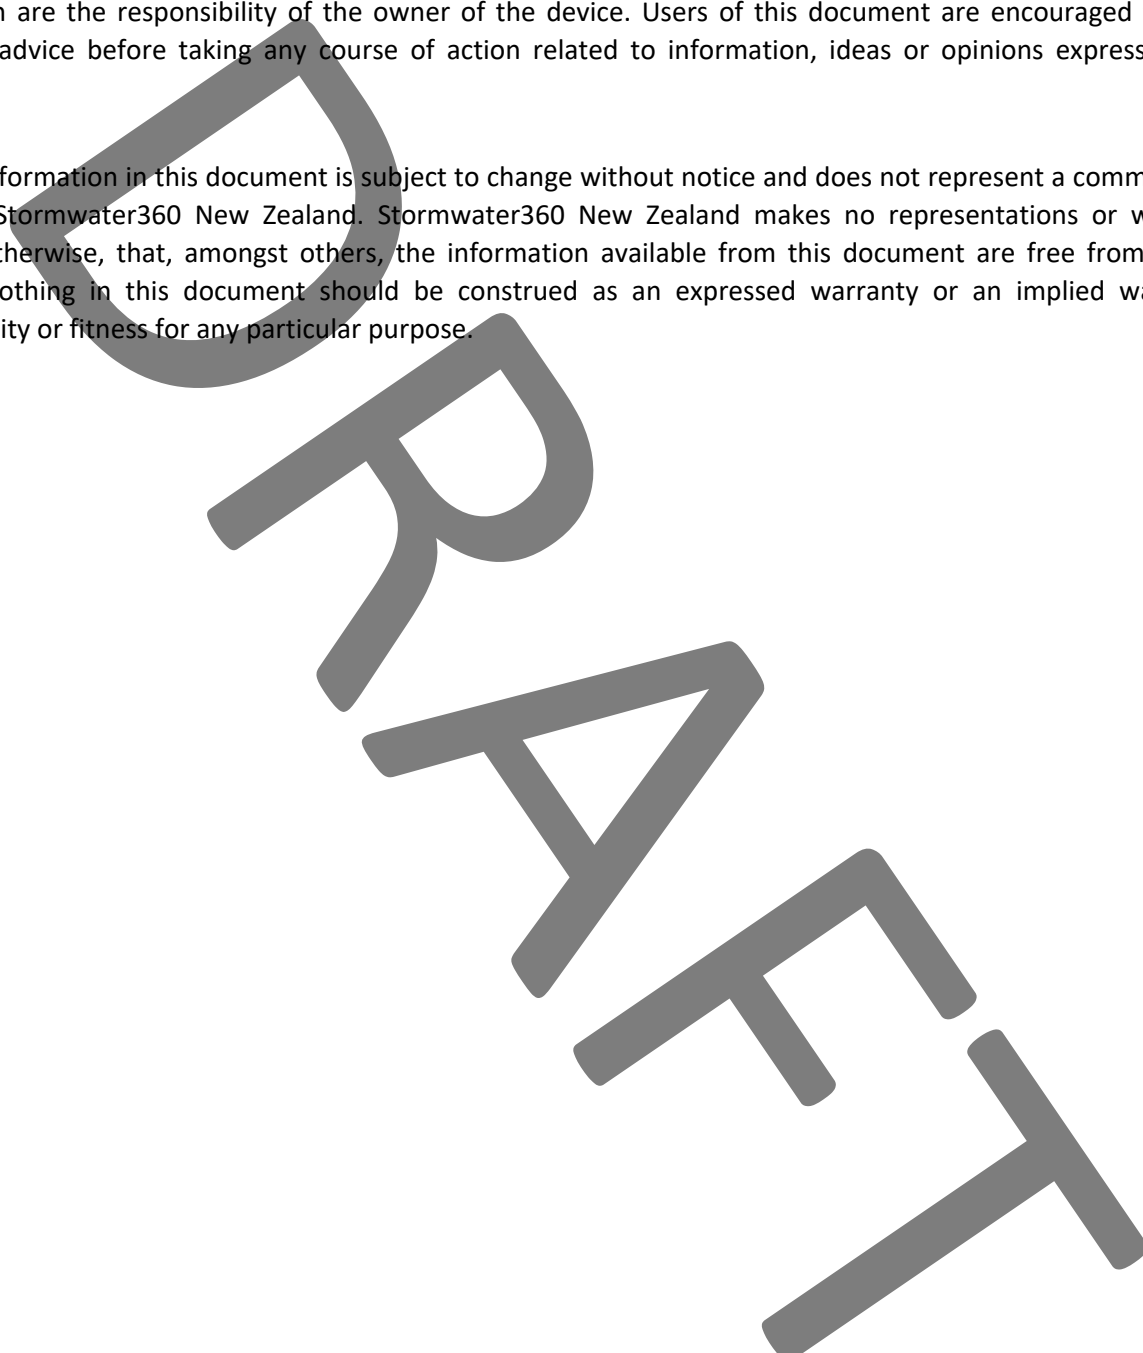 are the responsibility of the owner of the device. Users of this document are encouraged
advice before taking any course of action related to information, ideas or opinions express
formation in this document is subject to change without notice and does not represent a comm
Stormwater360 New Zealand. Stormwater360 New Zealand makes no representations or w
therwise, that, amongst others, the information available from this document are free from
othing in this document should be construed as an expressed warranty or an implied wa
ity or fitness for any particular purpose.
DRAFT